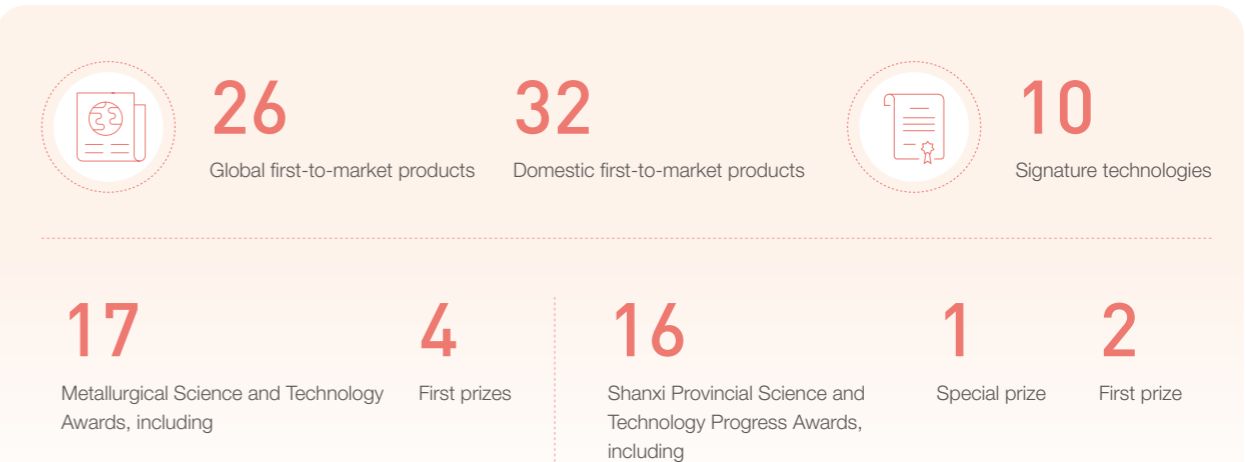 26
Global first-to-market products
32
Domestic first-to-market products
10
Signature technologies
17
Metallurgical Science and Technology
Awards, including
4
First prizes
16
Shanxi Provincial Science and
Technology Progress Awards,
including
1
Special prize
2
First prize